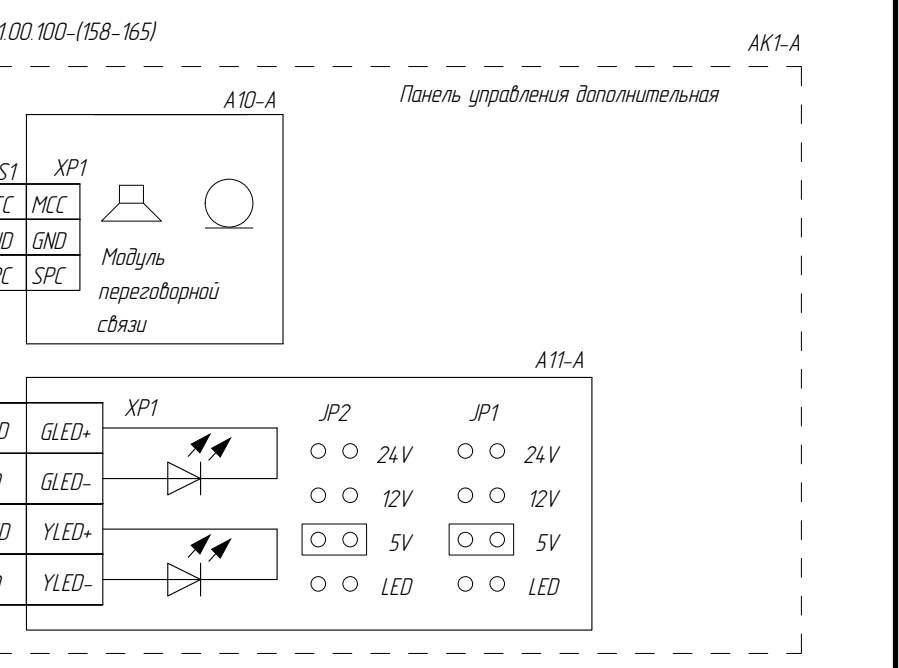 1.00.100-(158-165)
AK1-A
Панель управления дополнительная
A10-A
S1 XP1
MCC
GND
SPC
Модуль
переговорной
связи
A11-A
XP1 JP2 JP1
GLED+
24V 24V
GLED-
12V 12V
YLED+
5V 5V
YLED-
LED LED